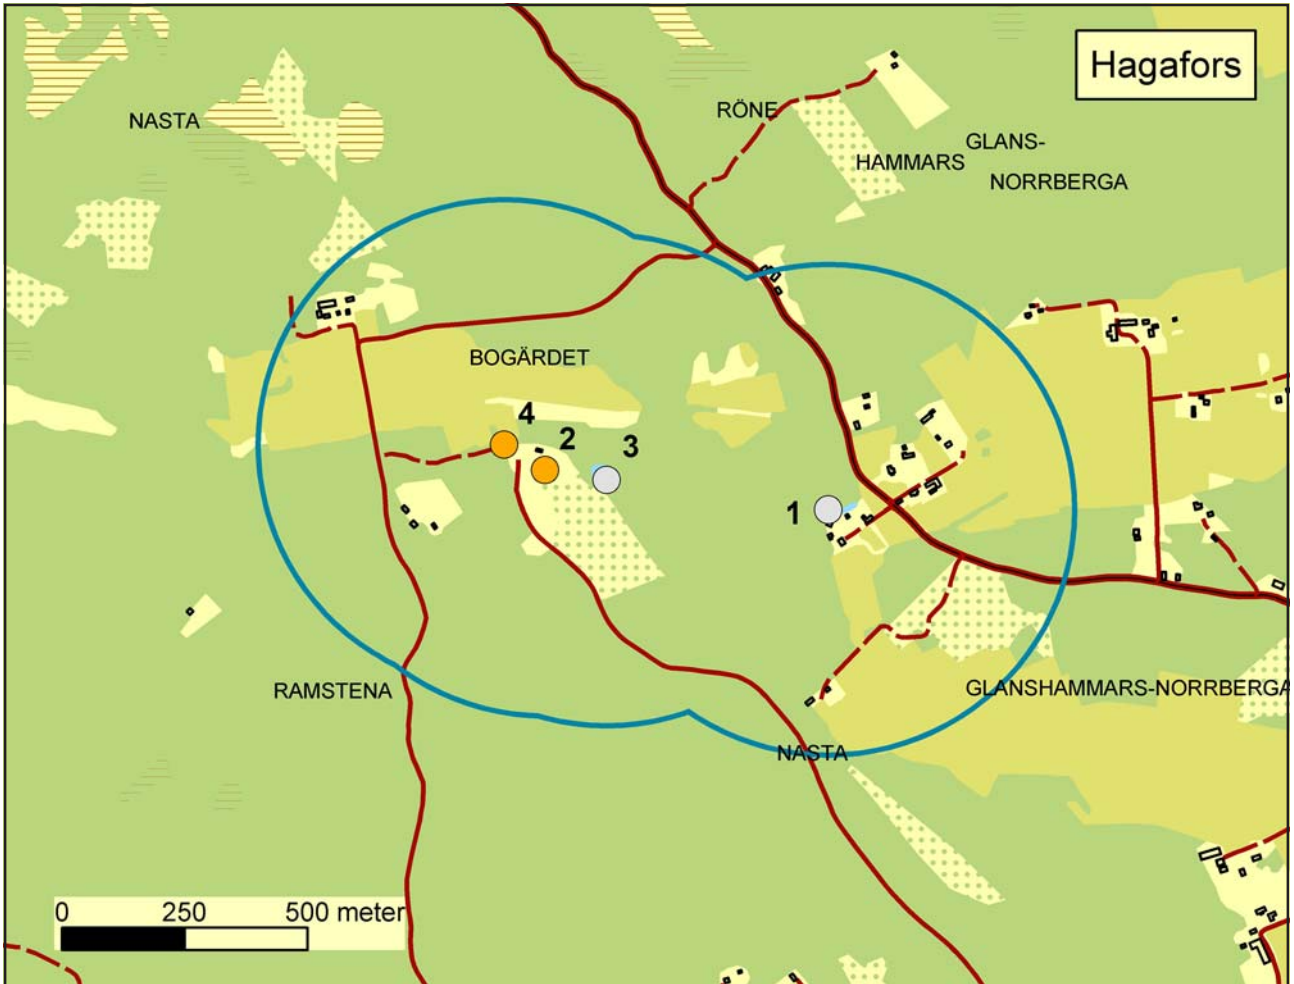 Hagafors
RÖNE
NASTA
GLANS-
HAMMARS
NORRBERGA
BOGÄRDET
4
2
3
1
RAMSTENA
GLANSHAMMARS-NORRBERGA
NASTA
0 250 500 meter